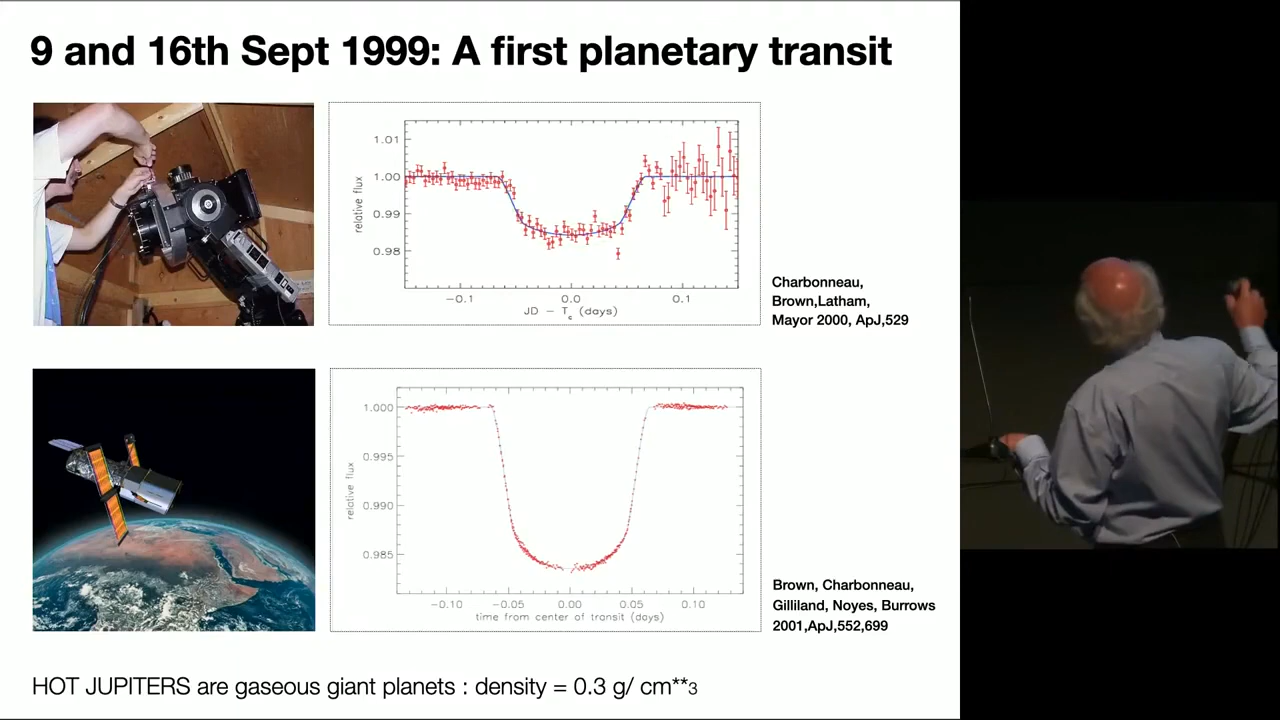 9 and 16th Sept 1999: A first planetary transit
1.01
1.00
0.99
0.98
relative flux
−0.1
0.0
0.1
JD − Tc (days)
Charbonneau,
Brown,Latham,
Mayor 2000, ApJ,529
1.000
0.995
0.990
0.985
relative flux
−0.10
−0.05
0.00
0.05
0.10
time from center of transit (days)
Brown, Charbonneau,
Gilliland, Noyes, Burrows
2001,ApJ,552,699
HOT JUPITERS are gaseous giant planets : density = 0.3 g/ cm**3